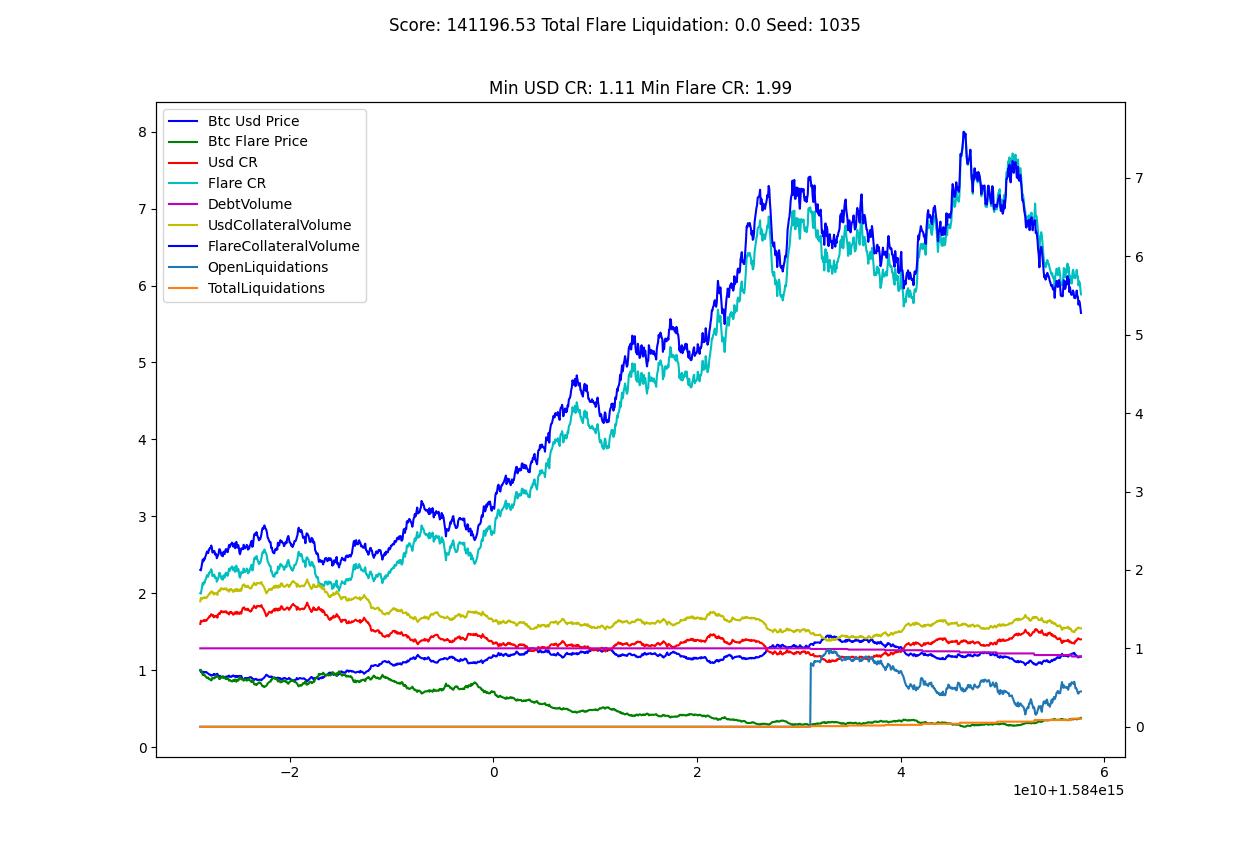 Score: 141196.53 Total Flare Liquidation: 0.0 Seed: 1035
Min USD CR: 1.11 Min Flare CR: 1.99
Btc Usd Price
Btc Flare Price
Usd CR
Flare CR
DebtVolume
UsdCollateralVolume
FlareCollateralVolume
OpenLiquidations
TotalLiquidations
8
7
6
5
4
3
2
1
0
7
6
5
4
3
2
1
0
−2
0
2
4
6
1e10+1.584e15